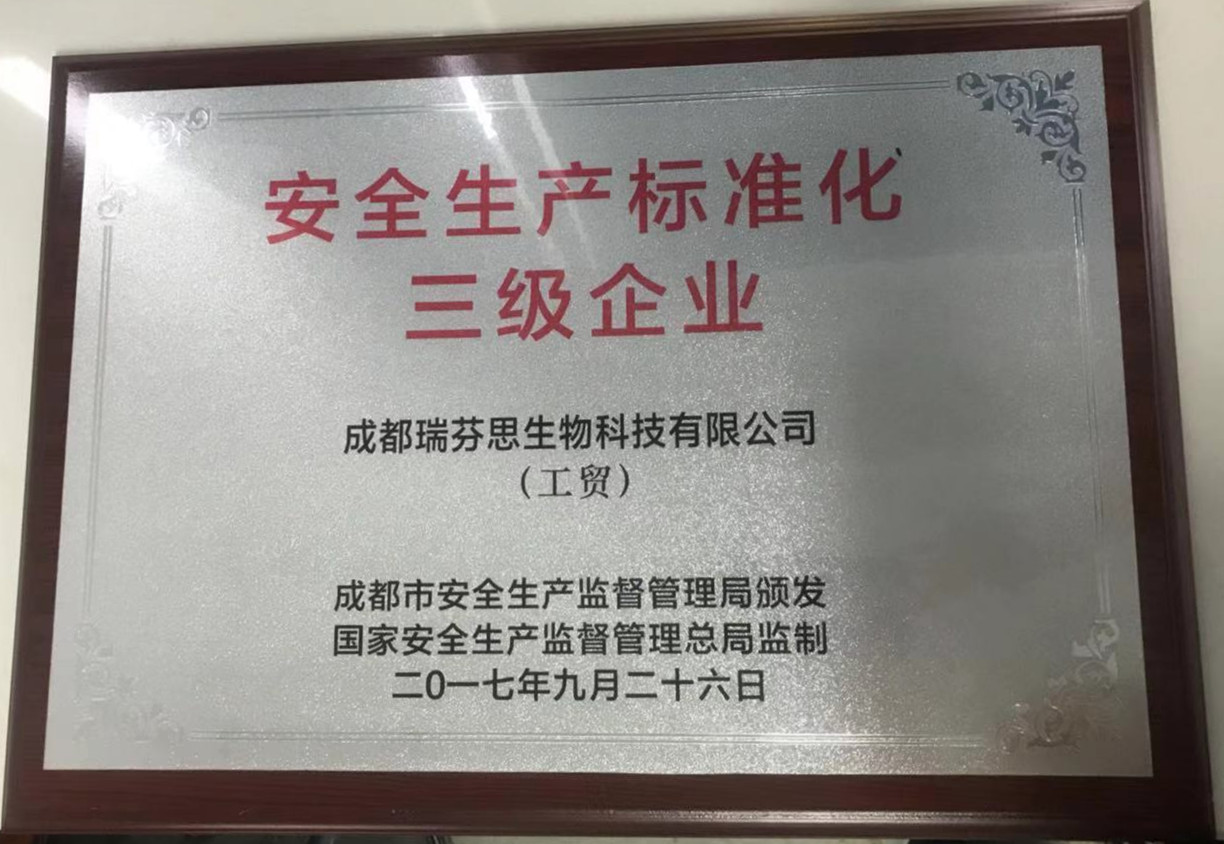 安全生产标准化
三级企业
成都瑞芬思生物科技有限公司
（工贸）
成都市安全生产监督管理局颁发
国家安全生产监督管理总局监制
二0一七年九月二十六日